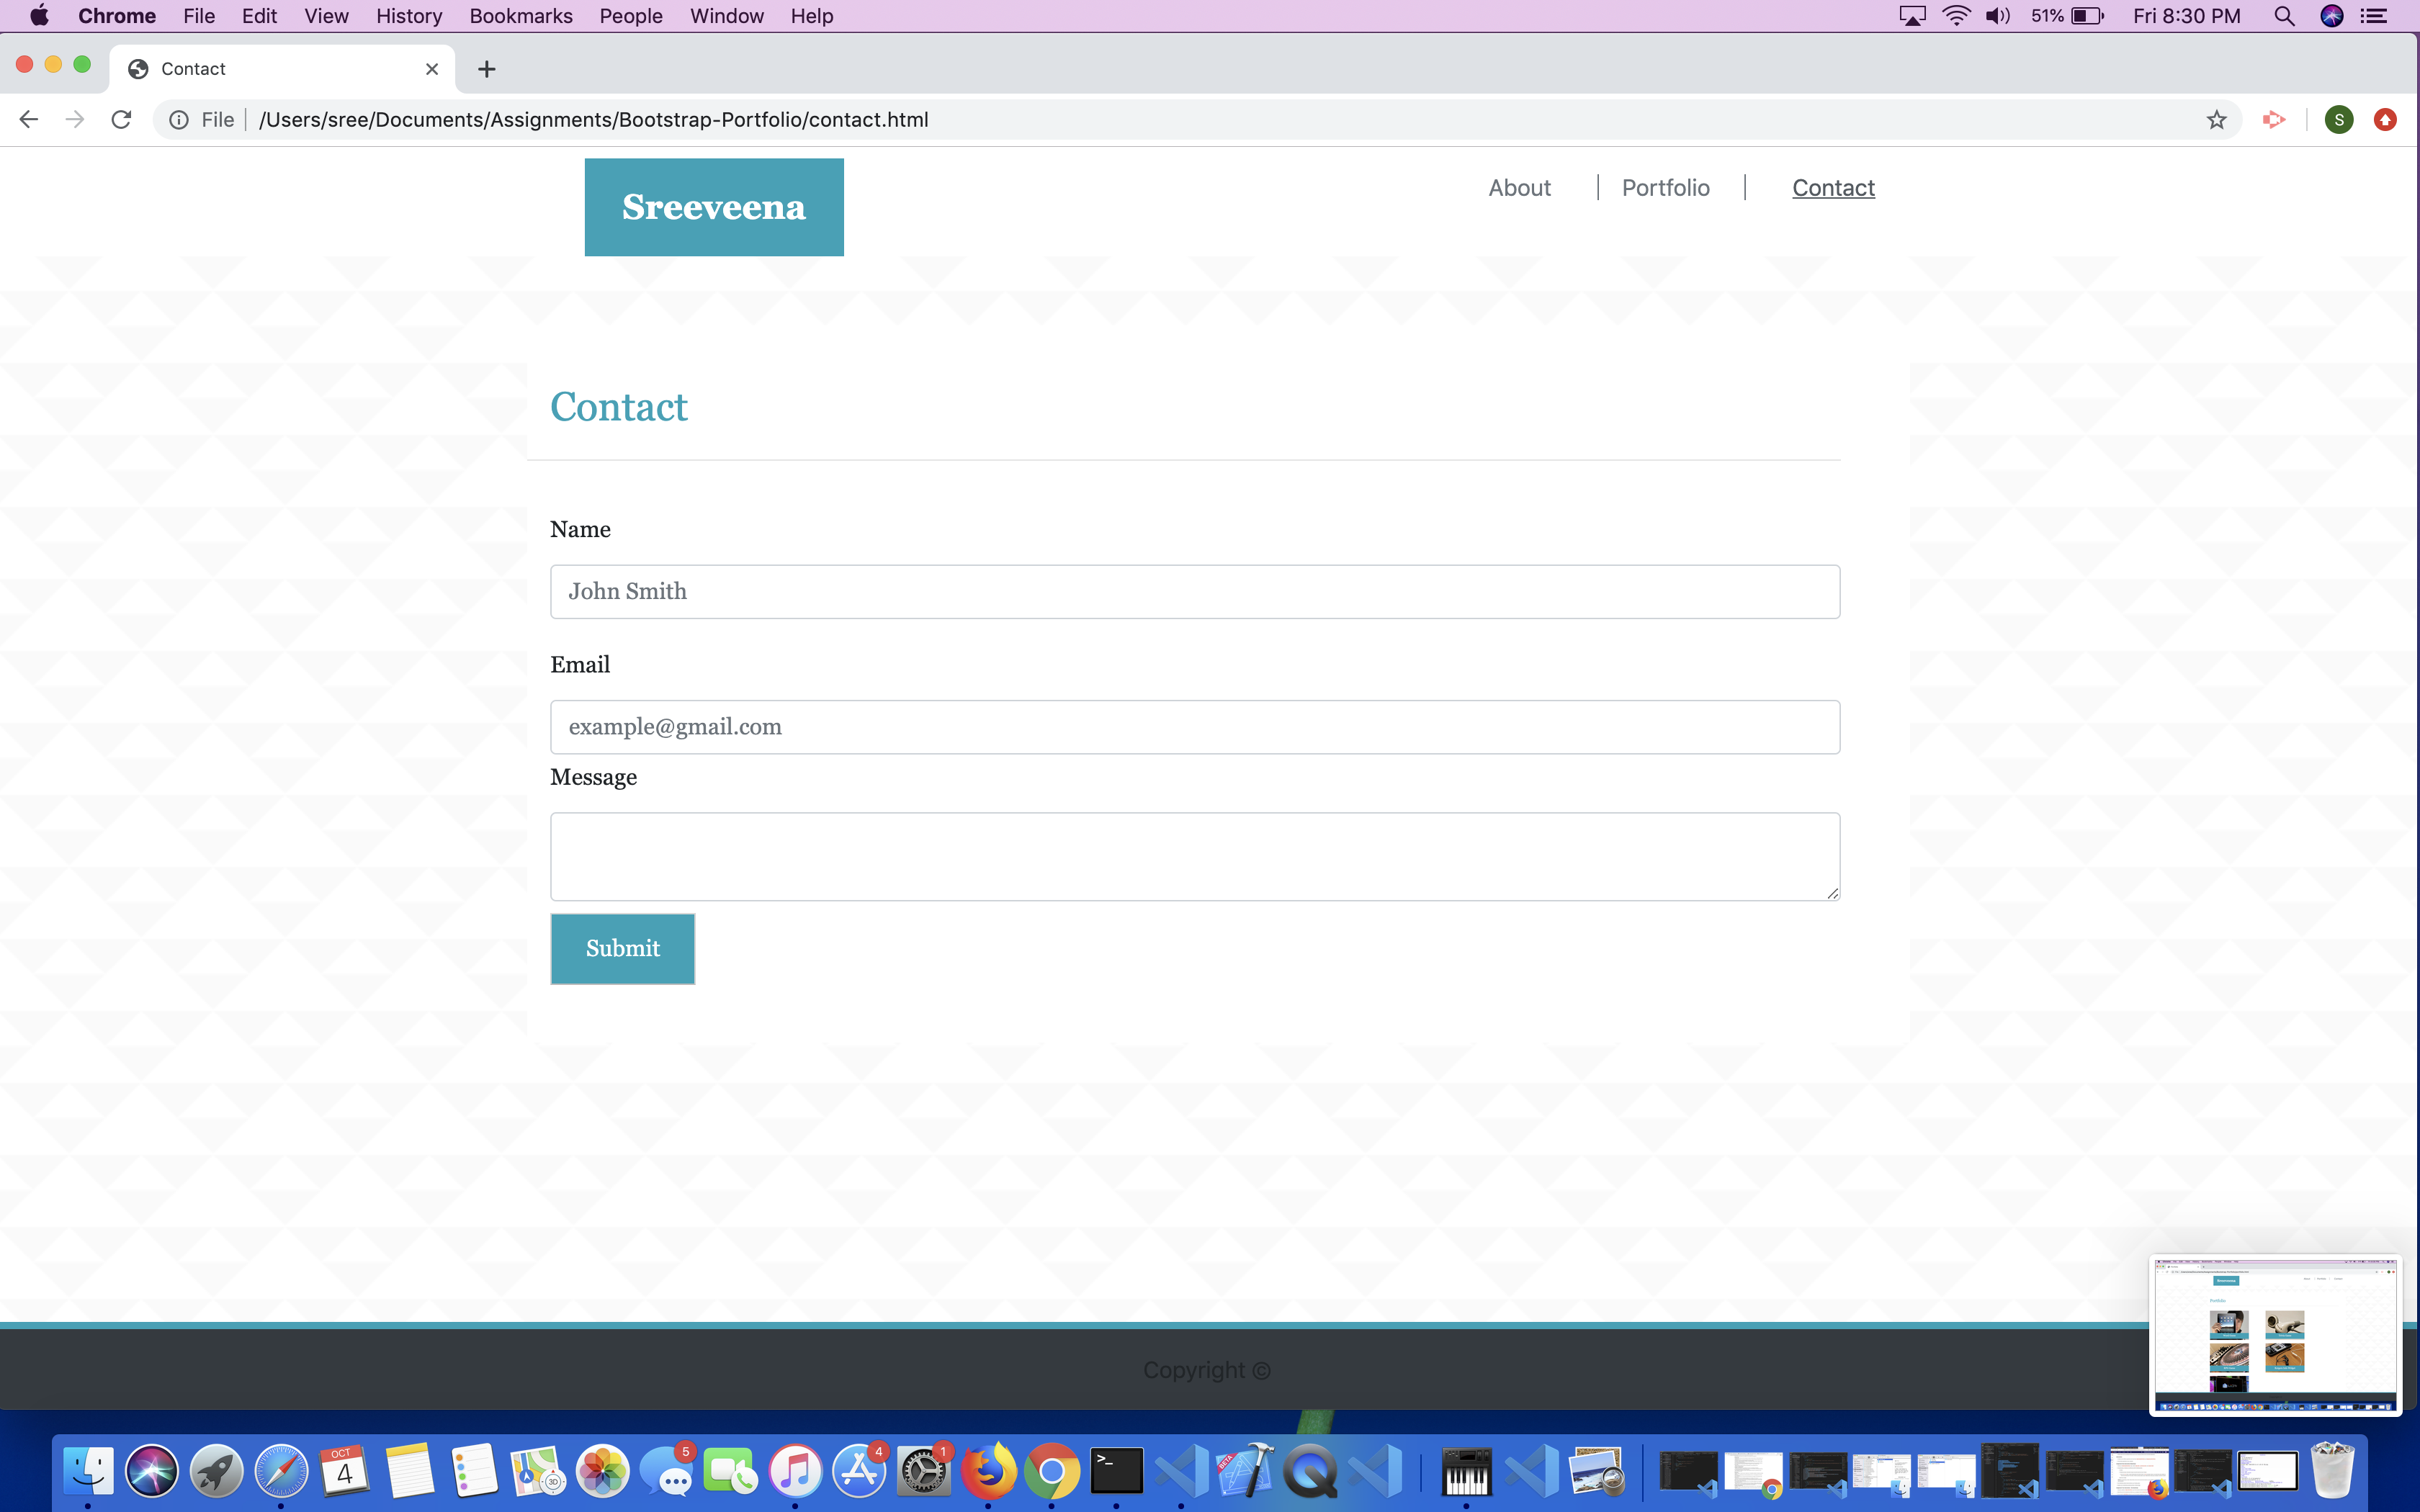 Chrome File Edit View History Bookmarks People Window Help 51% Fri 8:30 PM
Contact
File /Users/sree/Documents/Assignments/Bootstrap-Portfolio/contact.html S
Sreeveena About Portfolio Contact
Contact
Name
John Smith
Email
example@gmail.com
Message
Submit
Copyright ©
OCT
4
3D
5
4
1
>_
BETA